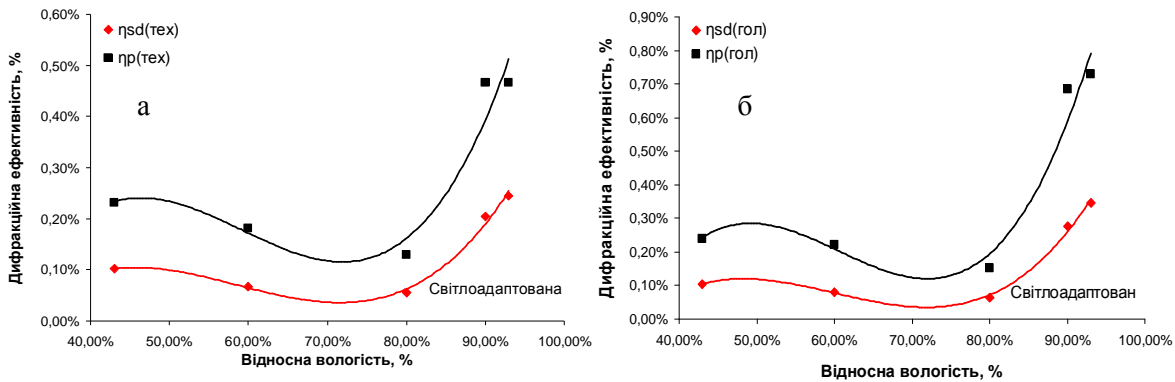 0,60%
0,50%
0,40%
0,30%
0,20%
0,10%
0,00%
Дифракційна ефективність, %
ηsd(тех)
ηp(тех)
а
Світлоадаптована
40,00% 50,00% 60,00% 70,00% 80,00% 90,00% 100,00%
Відносна вологість, %
0,90%
0,80%
0,70%
0,60%
0,50%
0,40%
0,30%
0,20%
0,10%
0,00%
Дифракційна ефективність, %
ηsd(гол)
ηp(гол)
б
Світлоадаптован
40,00% 50,00% 60,00% 70,00% 80,00% 90,00% 100,00%
Відносна вологість, %